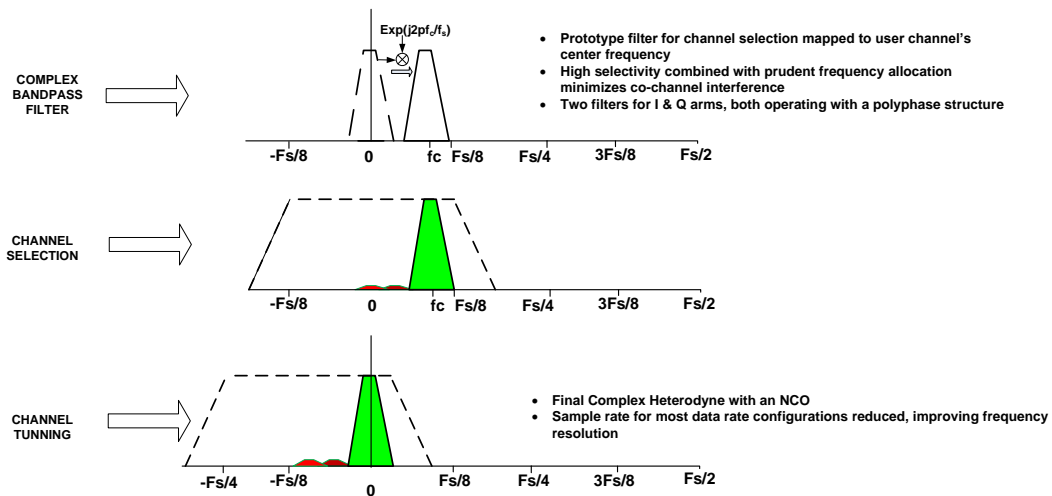 Exp(j2pfc/fs)
COMPLEX
BANDPASS
FILTER
• Prototype filter for channel selection mapped to user channel's
center frequency
• High selectivity combined with prudent frequency allocation
minimizes co-channel interference
• Two filters for I & Q arms, both operating with a polyphase structure
-Fs/8 0 fc Fs/8 Fs/4 3Fs/8 Fs/2
CHANNEL
SELECTION
-Fs/8 0 fc Fs/8 Fs/4 3Fs/8 Fs/2
CHANNEL
TUNNING
• Final Complex Heterodyne with an NCO
• Sample rate for most data rate configurations reduced, improving frequency
resolution
-Fs/4 -Fs/8 0 Fs/8 Fs/4 3Fs/8 Fs/2